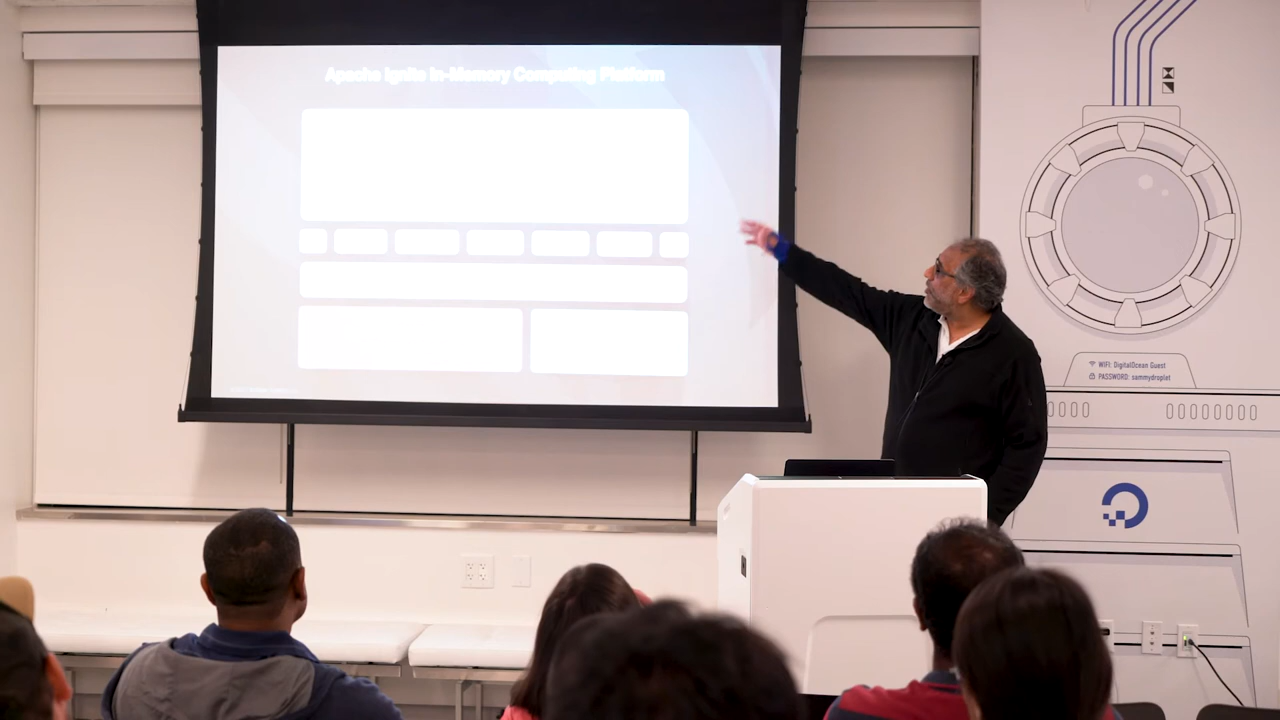 Apache Ignite In-Memory Computing Platform
WIFI: DigitalOcean Guest
PASSWORD: sammydroplet